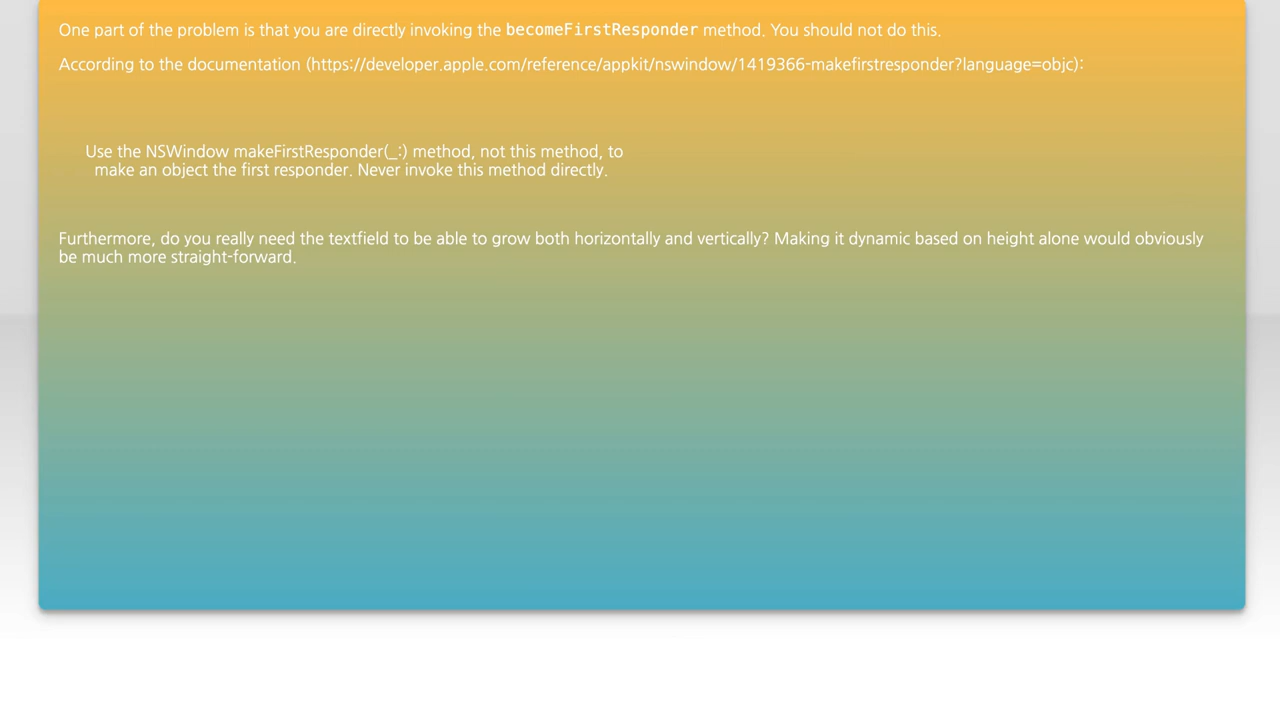 One part of the problem is that you are directly invoking the becomeFirstResponder method. You should not do this.
According to the documentation (https://developer.apple.com/reference/appkit/nswindow/1419366-makefirstresponder?language=objc):
Use the NSWindow makeFirstResponder(_:) method, not this method, to
make an object the first responder. Never invoke this method directly.
Furthermore, do you really need the textfield to be able to grow both horizontally and vertically? Making it dynamic based on height alone would obviously
be much more straight-forward.